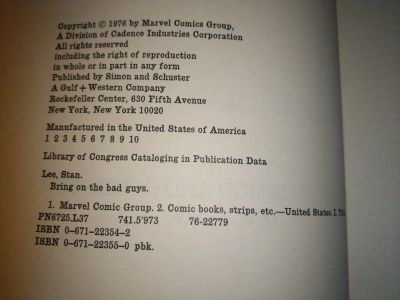 Copyright © 1976 by Marvel Comics Group,
A Division of Cadence Industries Corporation
All rights reserved
including the right of reproduction
in whole or in part in any form
Published by Simon and Schuster
A Gulf+Western Company
Rockefeller Center, 630 Fifth Avenue
New York, New York 10020
Manufactured in the United States of America
1 2 3 4 5 6 7 8 9 10
Library of Congress Cataloging in Publication Data
Lee, Stan.
Bring on the bad guys.
1. Marvel Comic Group. 2. Comic books, strips, etc.—United States. I.
PN6725.L37 741.5'973 76-22779
ISBN 0-671-22354-2
ISBN 0-671-22355-0 pbk.